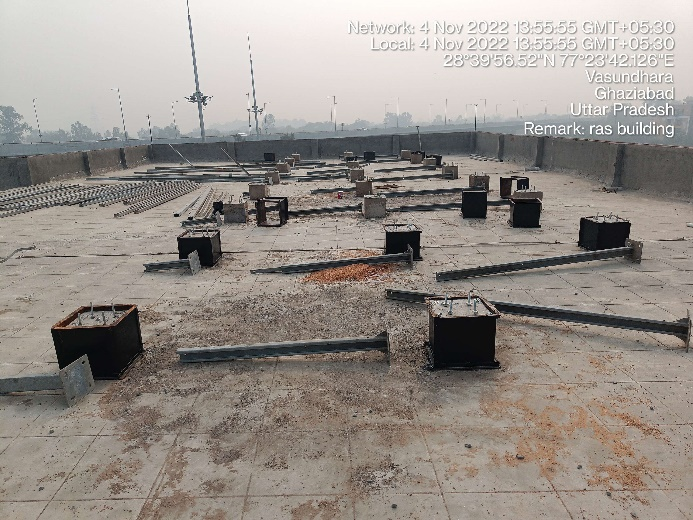 Network: 4 Nov 2022 13:55:55 GMT+05:30
Local: 4 Nov 2022 13:55:55 GMT+05:30
28°39'56.52"N 77°23'42.126"E
Vasundhara
Ghaziabad
Uttar Pradesh
Remark: ras building